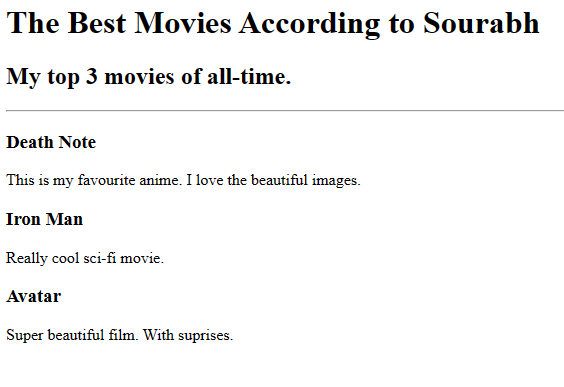 The Best Movies According to Sourabh
My top 3 movies of all-time.
Death Note
This is my favourite anime. I love the beautiful images.
Iron Man
Really cool sci-fi movie.
Avatar
Super beautiful film. With suprises.